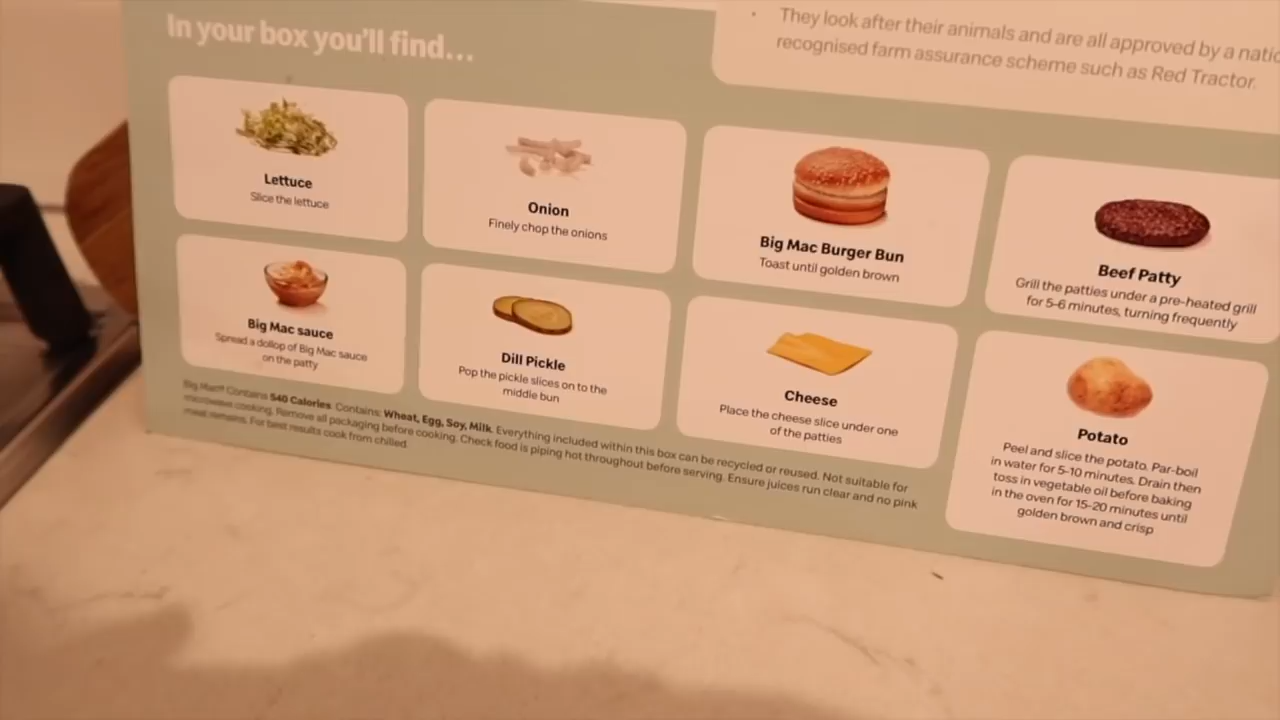 In your box you'll find...
They look after their animals and are all approved by a natio
recognised farm assurance scheme such as Red Tractor.
Lettuce
Slice the lettuce
Onion
Finely chop the onions
Big Mac Burger Bun
Toast until golden brown
Beef Patty
Grill the patties under a pre-heated grill
for 5-6 minutes, turning frequently
Big Mac sauce
Spread a dollop of Big Mac sauce
on the patty
Dill Pickle
Pop the pickle slices on to the
middle bun
Cheese
Place the cheese slice under one
of the patties
Potato
Peel and slice the potato. Par-boil
in water for 5-10 minutes. Drain then
toss in vegetable oil before baking
in the oven for 15-20 minutes until
golden brown and crisp
Big Mac® Contains 540 Calories. Contains: Wheat, Egg, Soy, Milk. Everything included within this box can be recycled or reused. Not suitable for
microwave cooking. Remove all packaging before cooking. Check food is piping hot throughout before serving. Ensure juices run clear and no pink
meat remains. For best results cook from chilled.